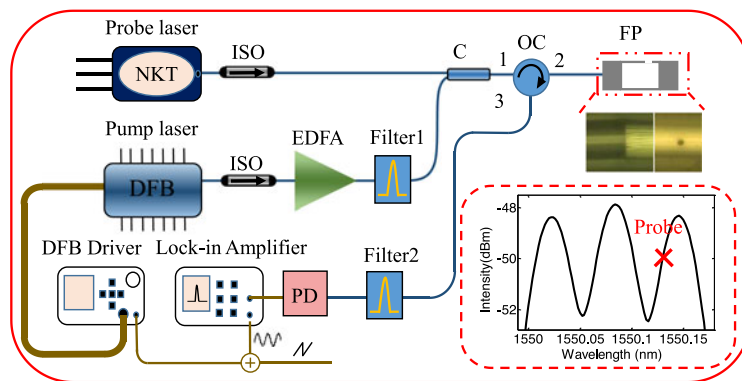 Probe laser
ISO
C
1
OC
2
FP
NKT
3
Pump laser
ISO
EDFA
Filter1
DFB
DFB Driver
Lock-in Amplifier
Filter2
PD
+
N
-48
Probe
-50
-52
Intensity(dBm)
1550
1550.05
1550.1
1550.15
Wavelength (nm)